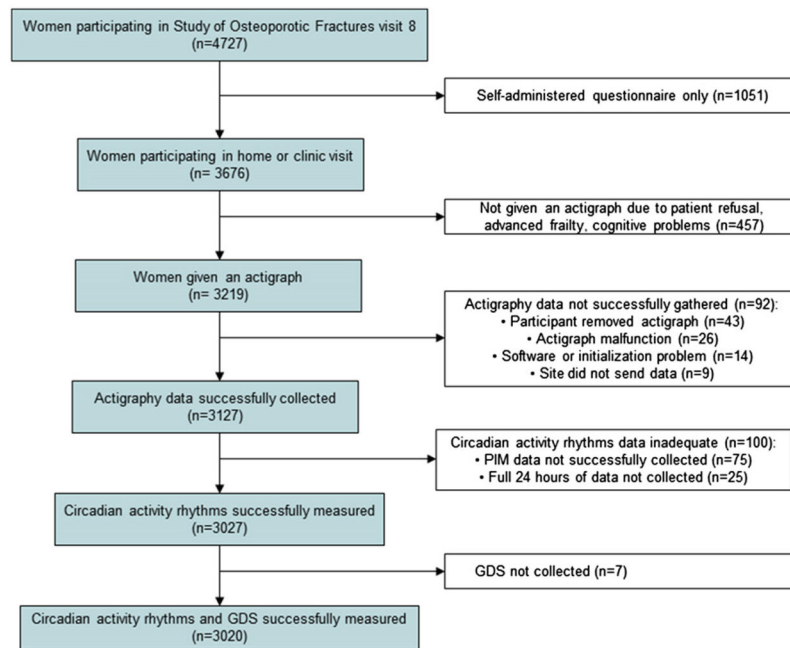 Women participating in Study of Osteoporotic Fractures visit 8
(n=4727)
Self-administered questionnaire only (n=1051)
Women participating in home or clinic visit
(n= 3676)
Not given an actigraph due to patient refusal,
advanced frailty, cognitive problems (n=457)
Women given an actigraph
(n= 3219)
Actigraphy data not successfully gathered (n=92):
• Participant removed actigraph (n=43)
• Actigraph malfunction (n=26)
• Software or initialization problem (n=14)
• Site did not send data (n=9)
Actigraphy data successfully collected
(n=3127)
Circadian activity rhythms data inadequate (n=100):
• PIM data not successfully collected (n=75)
• Full 24 hours of data not collected (n=25)
Circadian activity rhythms successfully measured
(n=3027)
GDS not collected (n=7)
Circadian activity rhythms and GDS successfully measured
(n=3020)